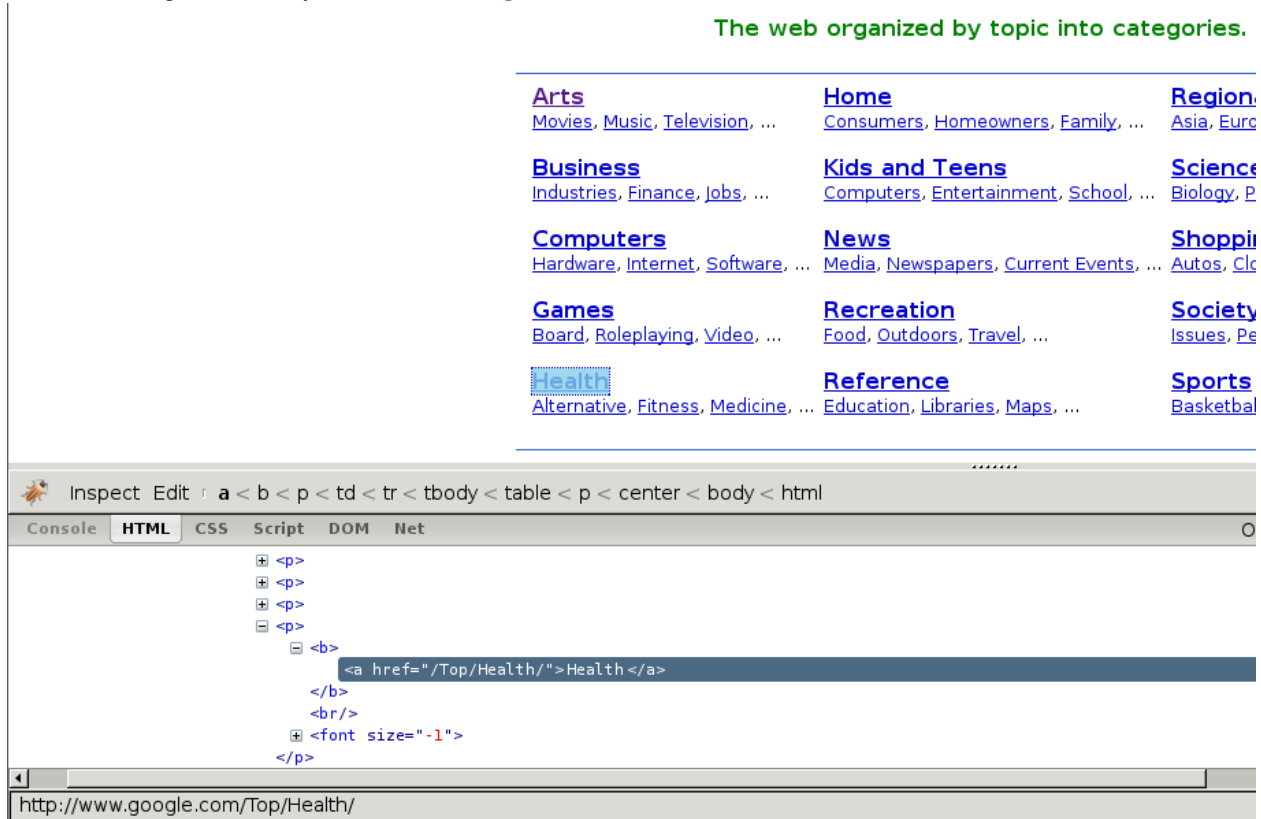 The web organized by topic into categories.
Arts Home
Movies, Music, Television, ... Consumers, Homeowners, Family, ... Asia,
Business Kids and Teens Science
Industries, Finance, Jobs, ... Computers, Entertainment, School, ... Biology,
Computers News
Hardware, Internet, Software, ... Media, Newspapers, Current Events, ... Autos,
Games Recreation Society
Board, Roleplaying, Video, ... Food, Outdoors, Travel, ... Issues,
Health Reference Sports
Alternative, Fitness, Medicine, ... Education, Libraries, Maps, ...
Inspect Edit a < b < p < td < tr < tbody < table < p < center < body < html
Console HTML CSS Script DOM Net
<p>
<p>
<p>
<p>
<b>
<a href="/Top/Health/">Health</a>
</b>
<br/>
<font size="-1">
</p>
http://www.google.com/Top/Health/